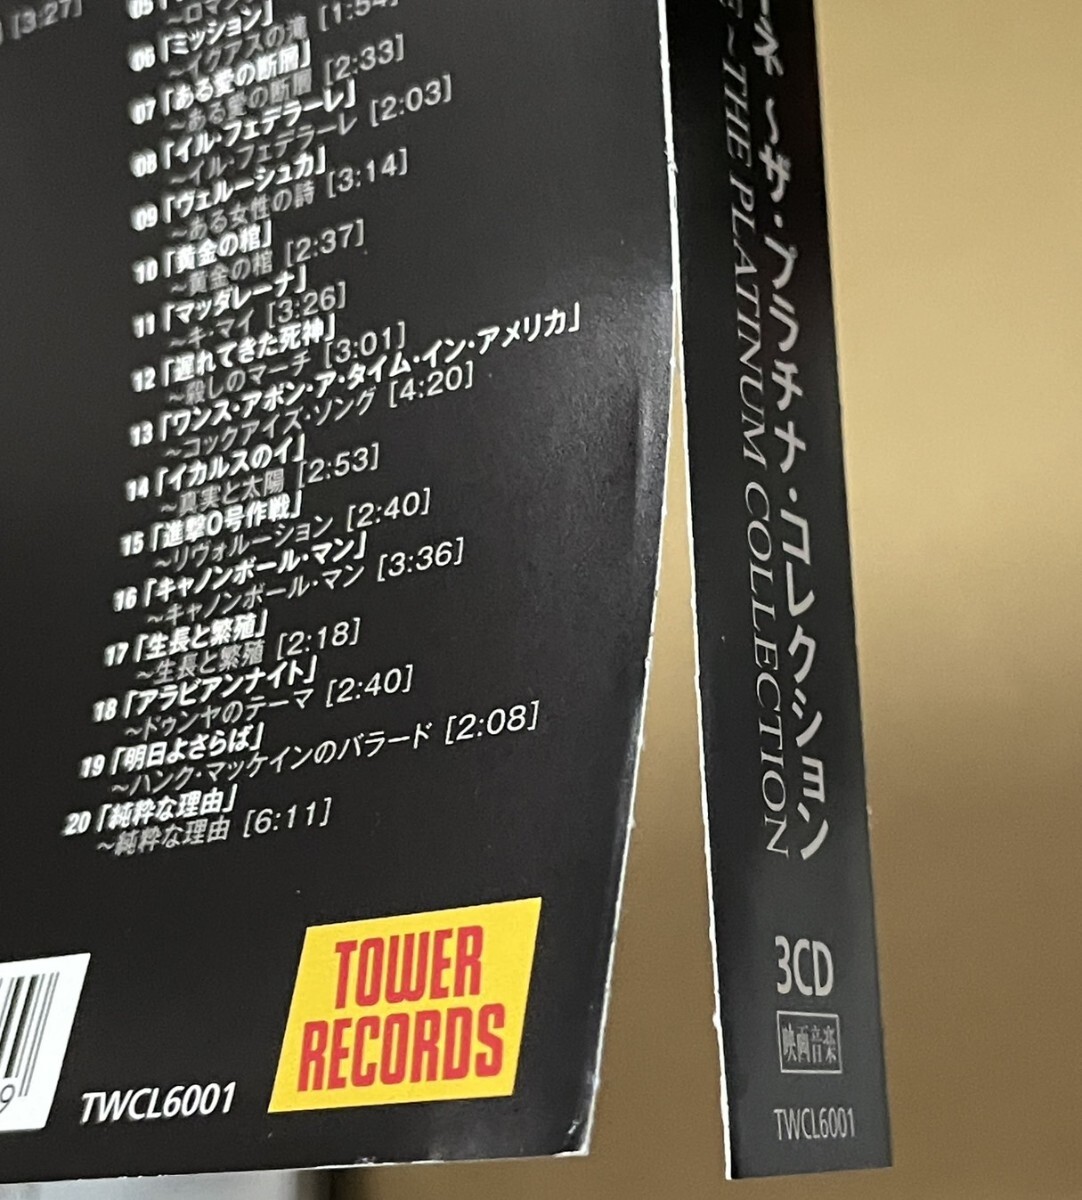 [3:27]
05
～ロマン
[1:54]
06「ミッション」
～イグアスの滝
07「ある愛の断層」
～ある愛の断層 [2:33]
08「イル・フェデラーレ」
～イル・フェデラーレ [2:03]
09「ヴェルーシュカ」
～ある女性の詩 [3:14]
10「黄金の棺」
～黄金の棺 [2:37]
11「マッダレーナ」
～キ・マイ [3:26]
12「遅れてきた死神」
～殺しのマーチ [3:01]
13「ワンス・アポン・ア・タイム・イン・アメリカ」
～コックアイズ・ソング [4:20]
14「イカルスのイ」
～真実と太陽 [2:53]
15「進撃0号作戦」
～リヴォルーション [2:40]
16「キャノンボール・マン」
～キャノンボール・マン [3:36]
17「生長と繁殖」
～生長と繁殖 [2:18]
18「アラビアンナイト」
～ドゥンヤのテーマ [2:40]
19「明日よさらば」
～ハンク・マッケインのバラード [2:08]
20「純粋な理由」
～純粋な理由 [6:11]
9
TWCL6001
TOWER
RECORDS
ーネ ～ザ・プラチナ・コレクション
E～THE PLATINUM COLLECTION
3CD
映画音楽
TWCL6001